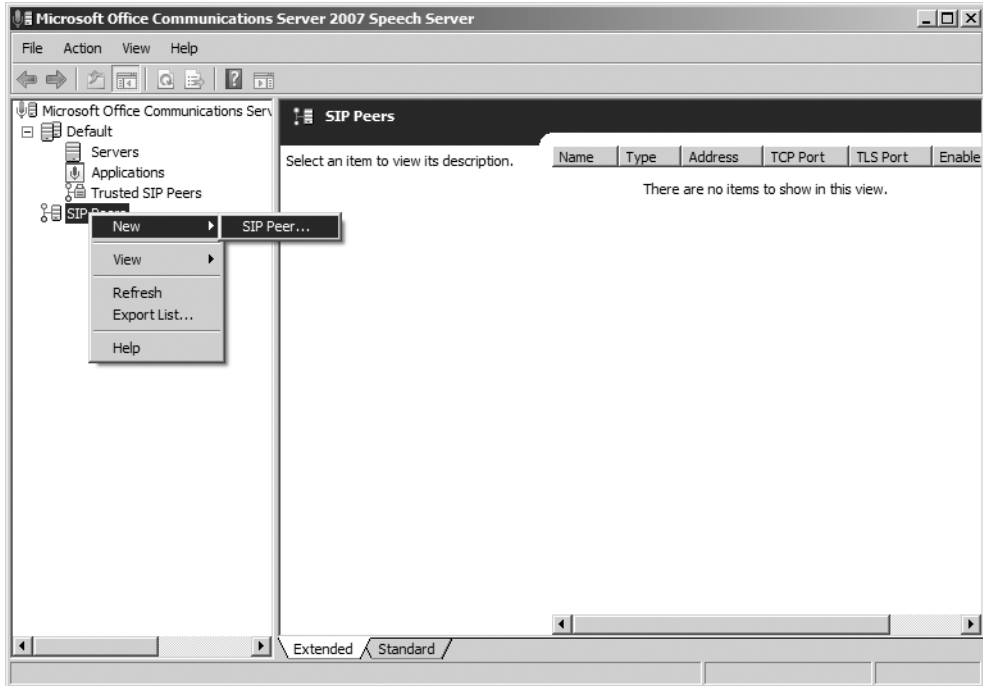 Microsoft Office Communications Server 2007 Speech Server
File Action View Help
Microsoft Office Communications Serv
Default
Servers
Applications
Trusted SIP Peers
SIP Peers
New
SIP Peer...
View
Refresh
Export List...
Help
SIP Peers
Select an item to view its description.
Name Type Address TCP Port TLS Port Enable
There are no items to show in this view.
Extended Standard